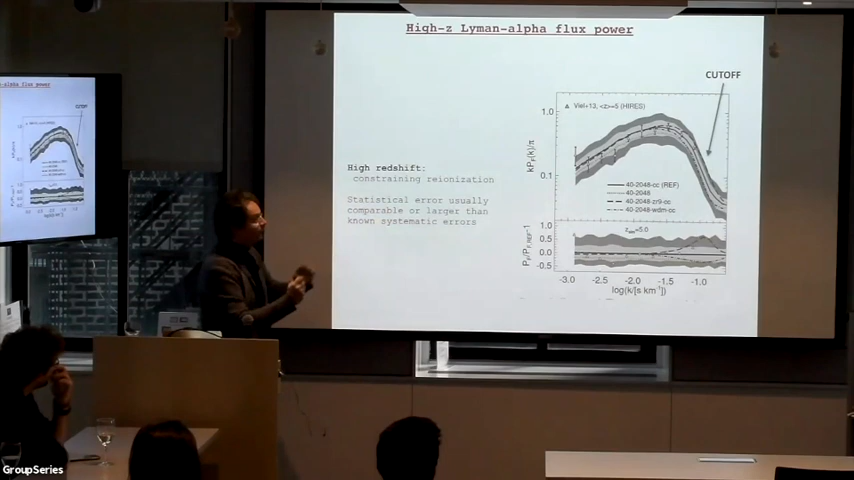 High-z Lyman-alpha flux power
CUTOFF
Viel+13, <z>=5 (HIRES)
1.0
0.1
kP_F(k)/π
High redshift:
constraining reionization
Statistical error usually
comparable or larger than
known systematic errors
40-2048-cc (REF)
40-2048
40-2048-zr9-cc
40-2048-wdm-cc
1.0
0.5
0.0
-0.5
P_F/P_F,REF-1
-3.0 -2.5 -2.0 -1.5 -1.0
log(k/[s km⁻¹])
GroupSeries